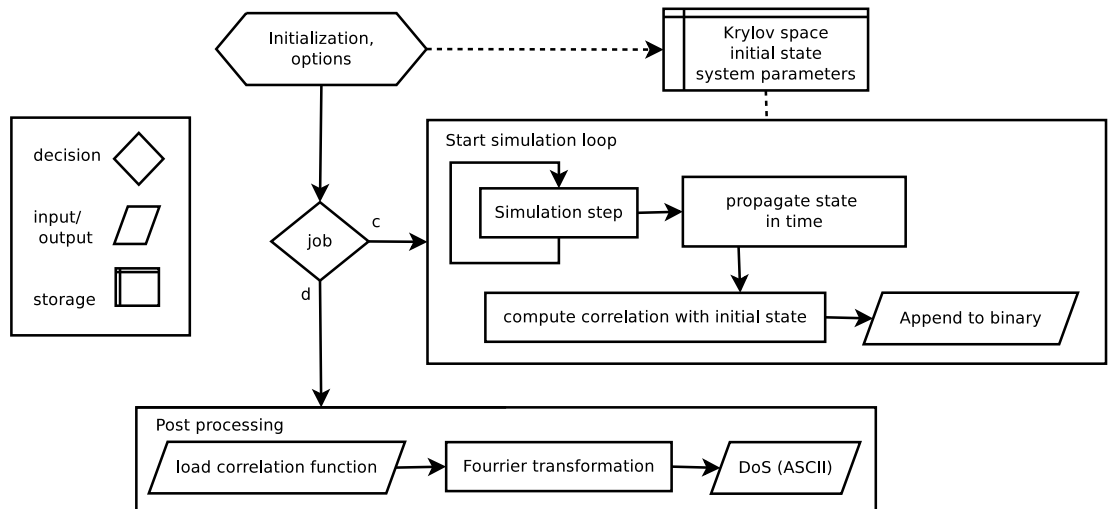 Initialization,
options
Krylov space
initial state
system parameters
decision
input/
output
storage
job
c
d
Start simulation loop
Simulation step
propagate state
in time
compute correlation with initial state
Append to binary
Post processing
load correlation function
Fourrier transformation
DoS (ASCII)